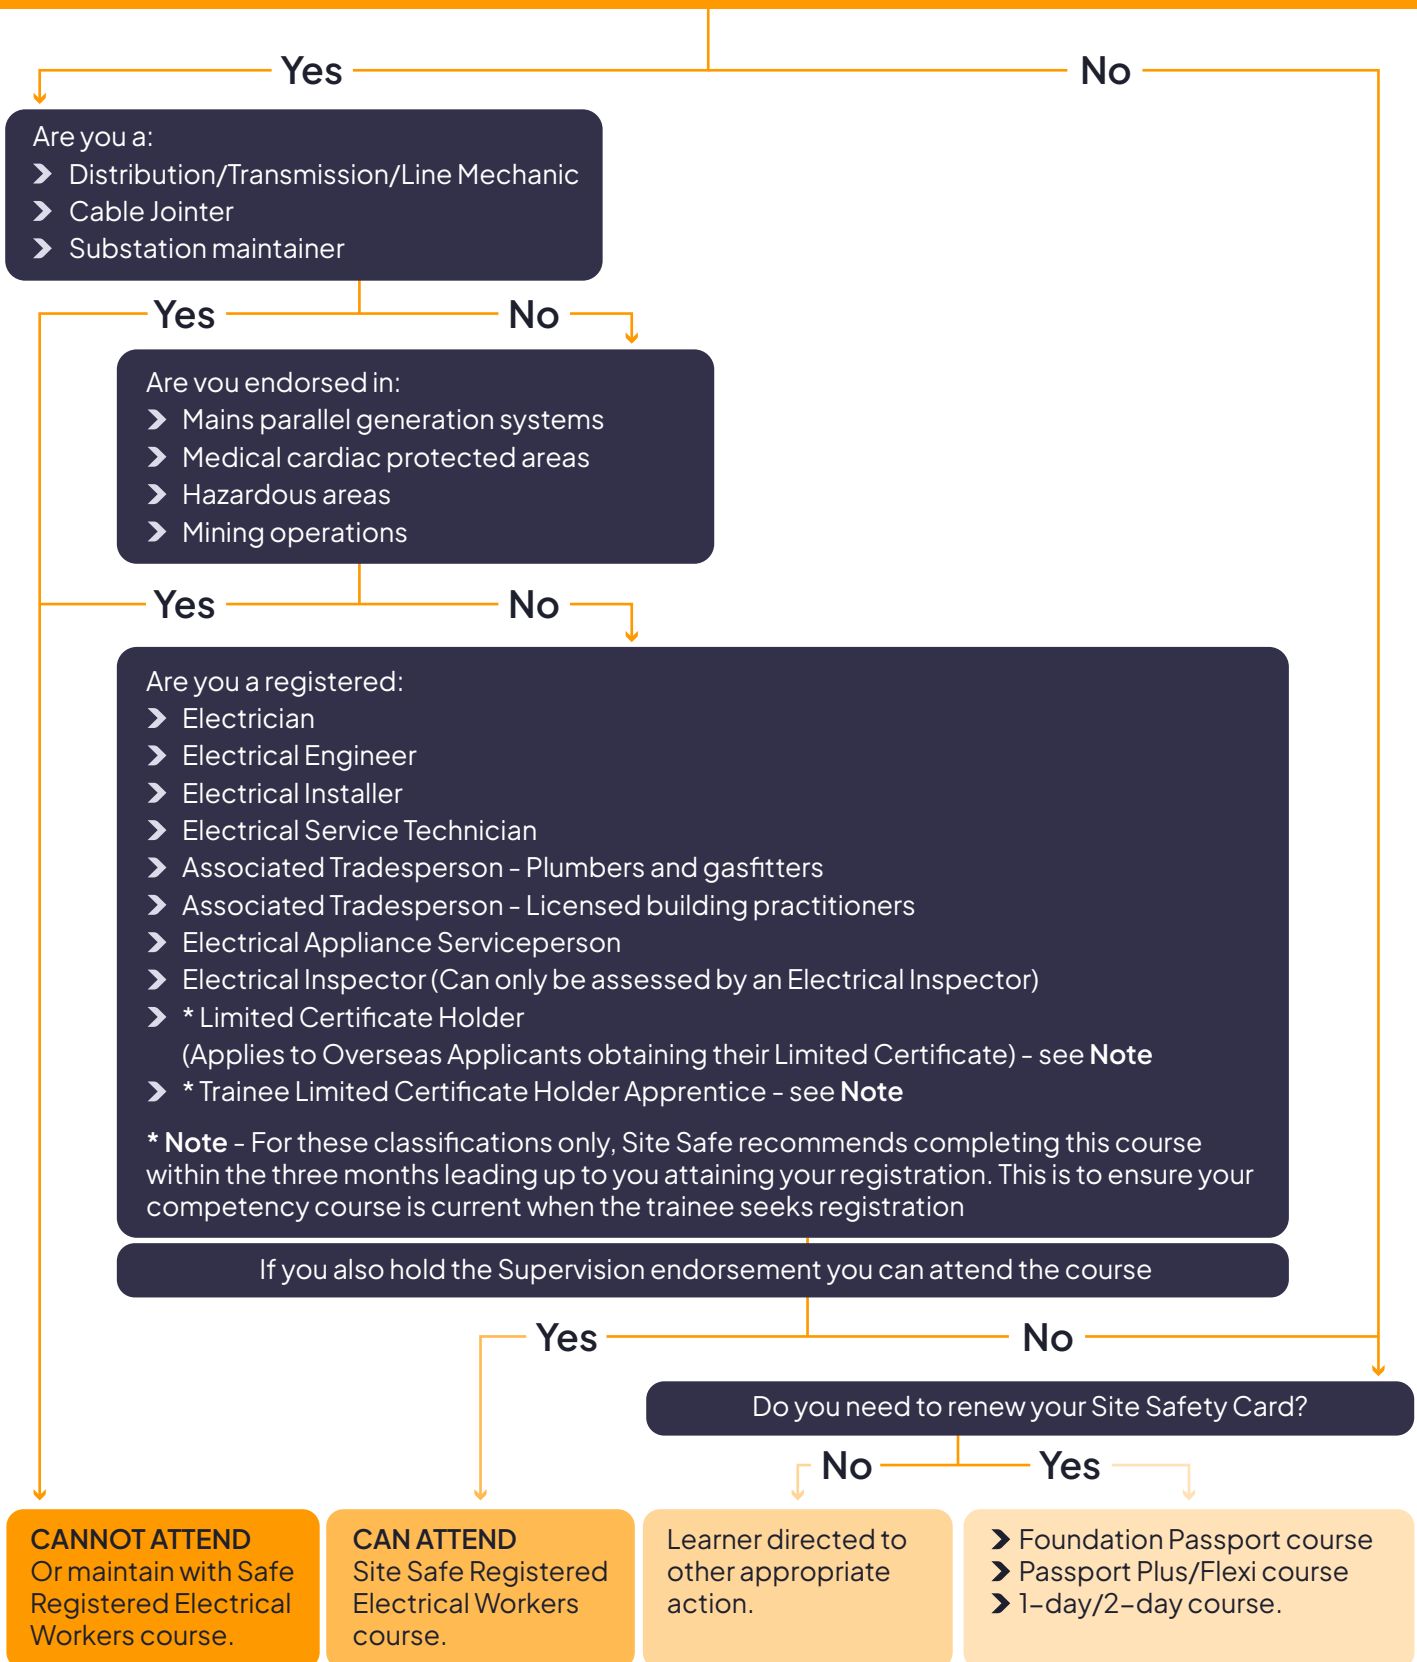 Yes
No
Are you a:
Distribution/Transmission/Line Mechanic
Cable Jointer
Substation maintainer
Yes
No
Are vou endorsed in:
Mains parallel generation systems
Medical cardiac protected areas
Hazardous areas
Mining operations
Yes
No
Are you a registered:
Electrician
Electrical Engineer
Electrical Installer
Electrical Service Technician
Associated Tradesperson - Plumbers and gasfitters
Associated Tradesperson - Licensed building practitioners
Electrical Appliance Serviceperson
Electrical Inspector (Can only be assessed by an Electrical Inspector)
* Limited Certificate Holder
(Applies to Overseas Applicants obtaining their Limited Certificate) - see Note
* Trainee Limited Certificate Holder Apprentice - see Note
* Note - For these classifications only, Site Safe recommends completing this course
within the three months leading up to you attaining your registration. This is to ensure your
competency course is current when the trainee seeks registration
If you also hold the Supervision endorsement you can attend the course
Yes
No
Do you need to renew your Site Safety Card?
No
Yes
CANNOT ATTEND
Or maintain with Safe
Registered Electrical
Workers course.
CAN ATTEND
Site Safe Registered
Electrical Workers
course.
Learner directed to
other appropriate
action.
Foundation Passport course
Passport Plus/Flexi course
1-day/2-day course.